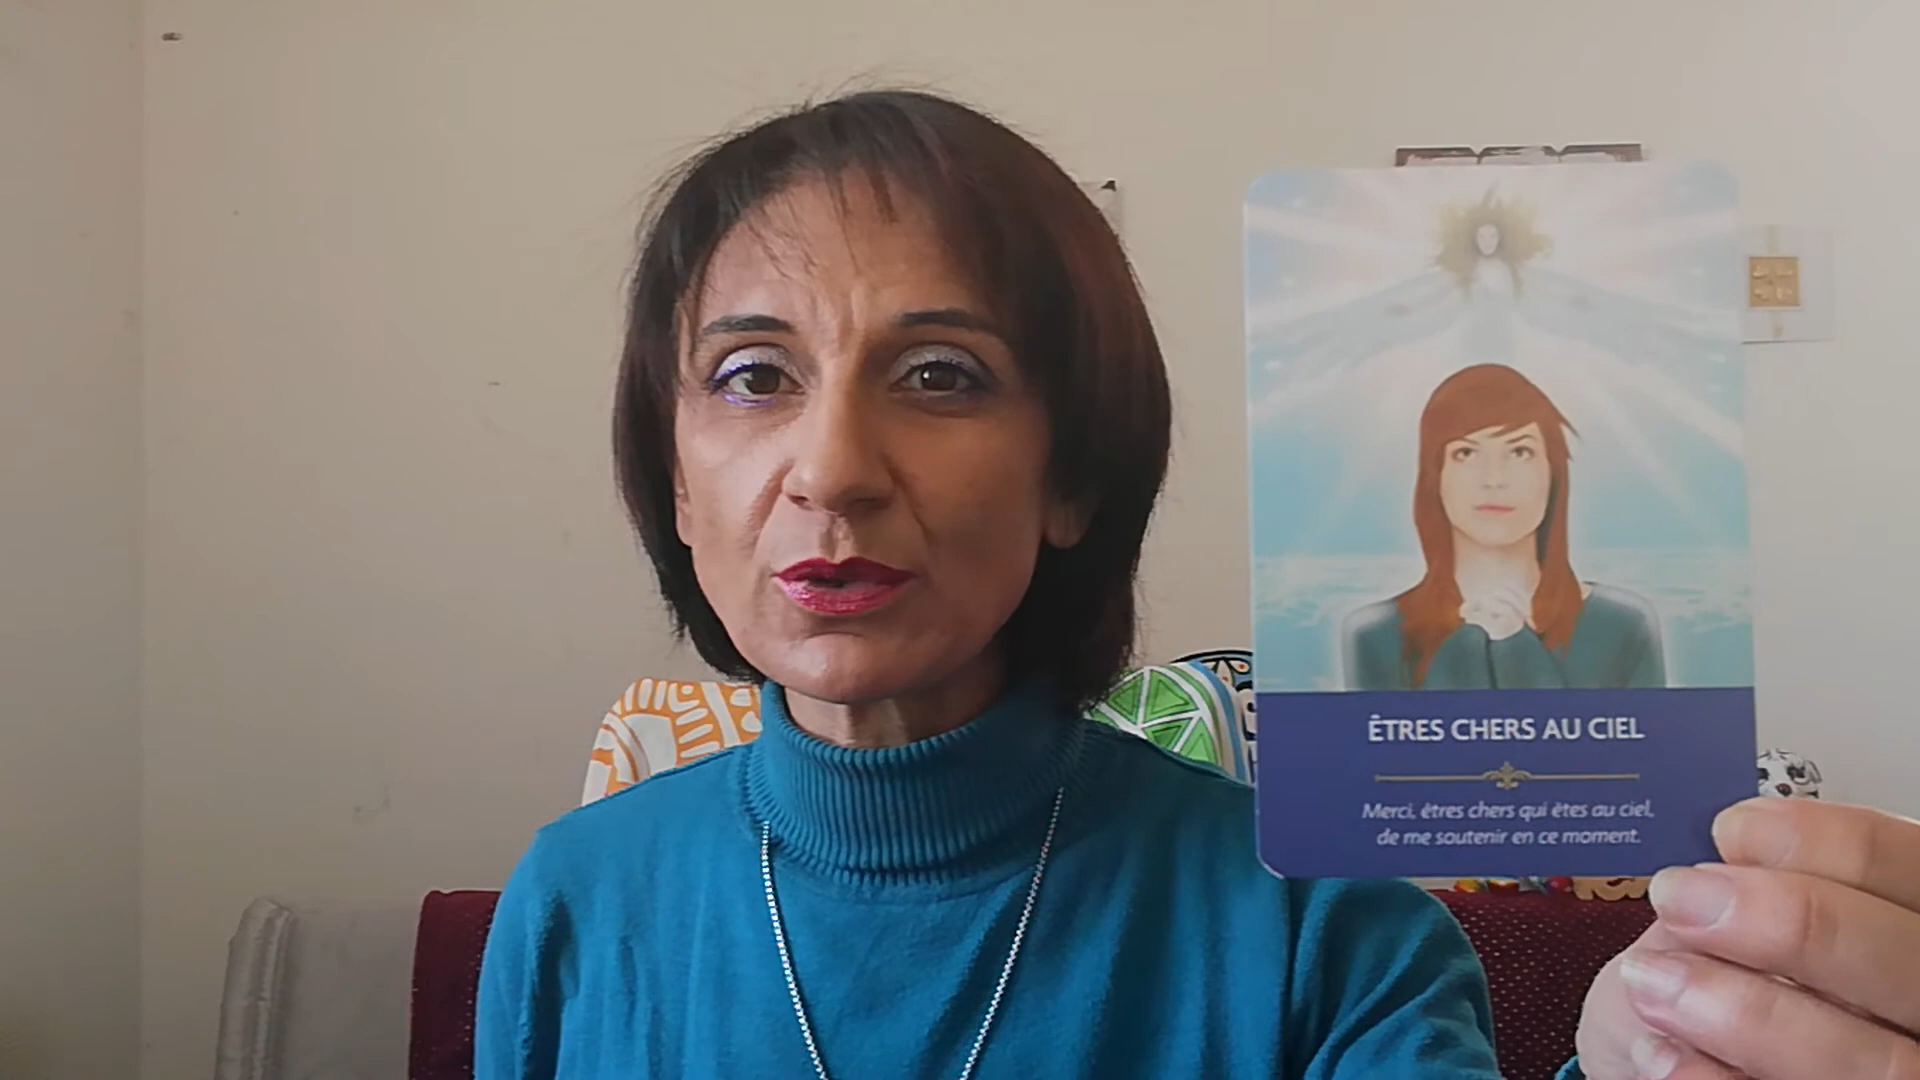 ÊTRES CHERS AU CIEL
Merci, êtres chers qui êtes au ciel,
de me soutenir en ce moment.